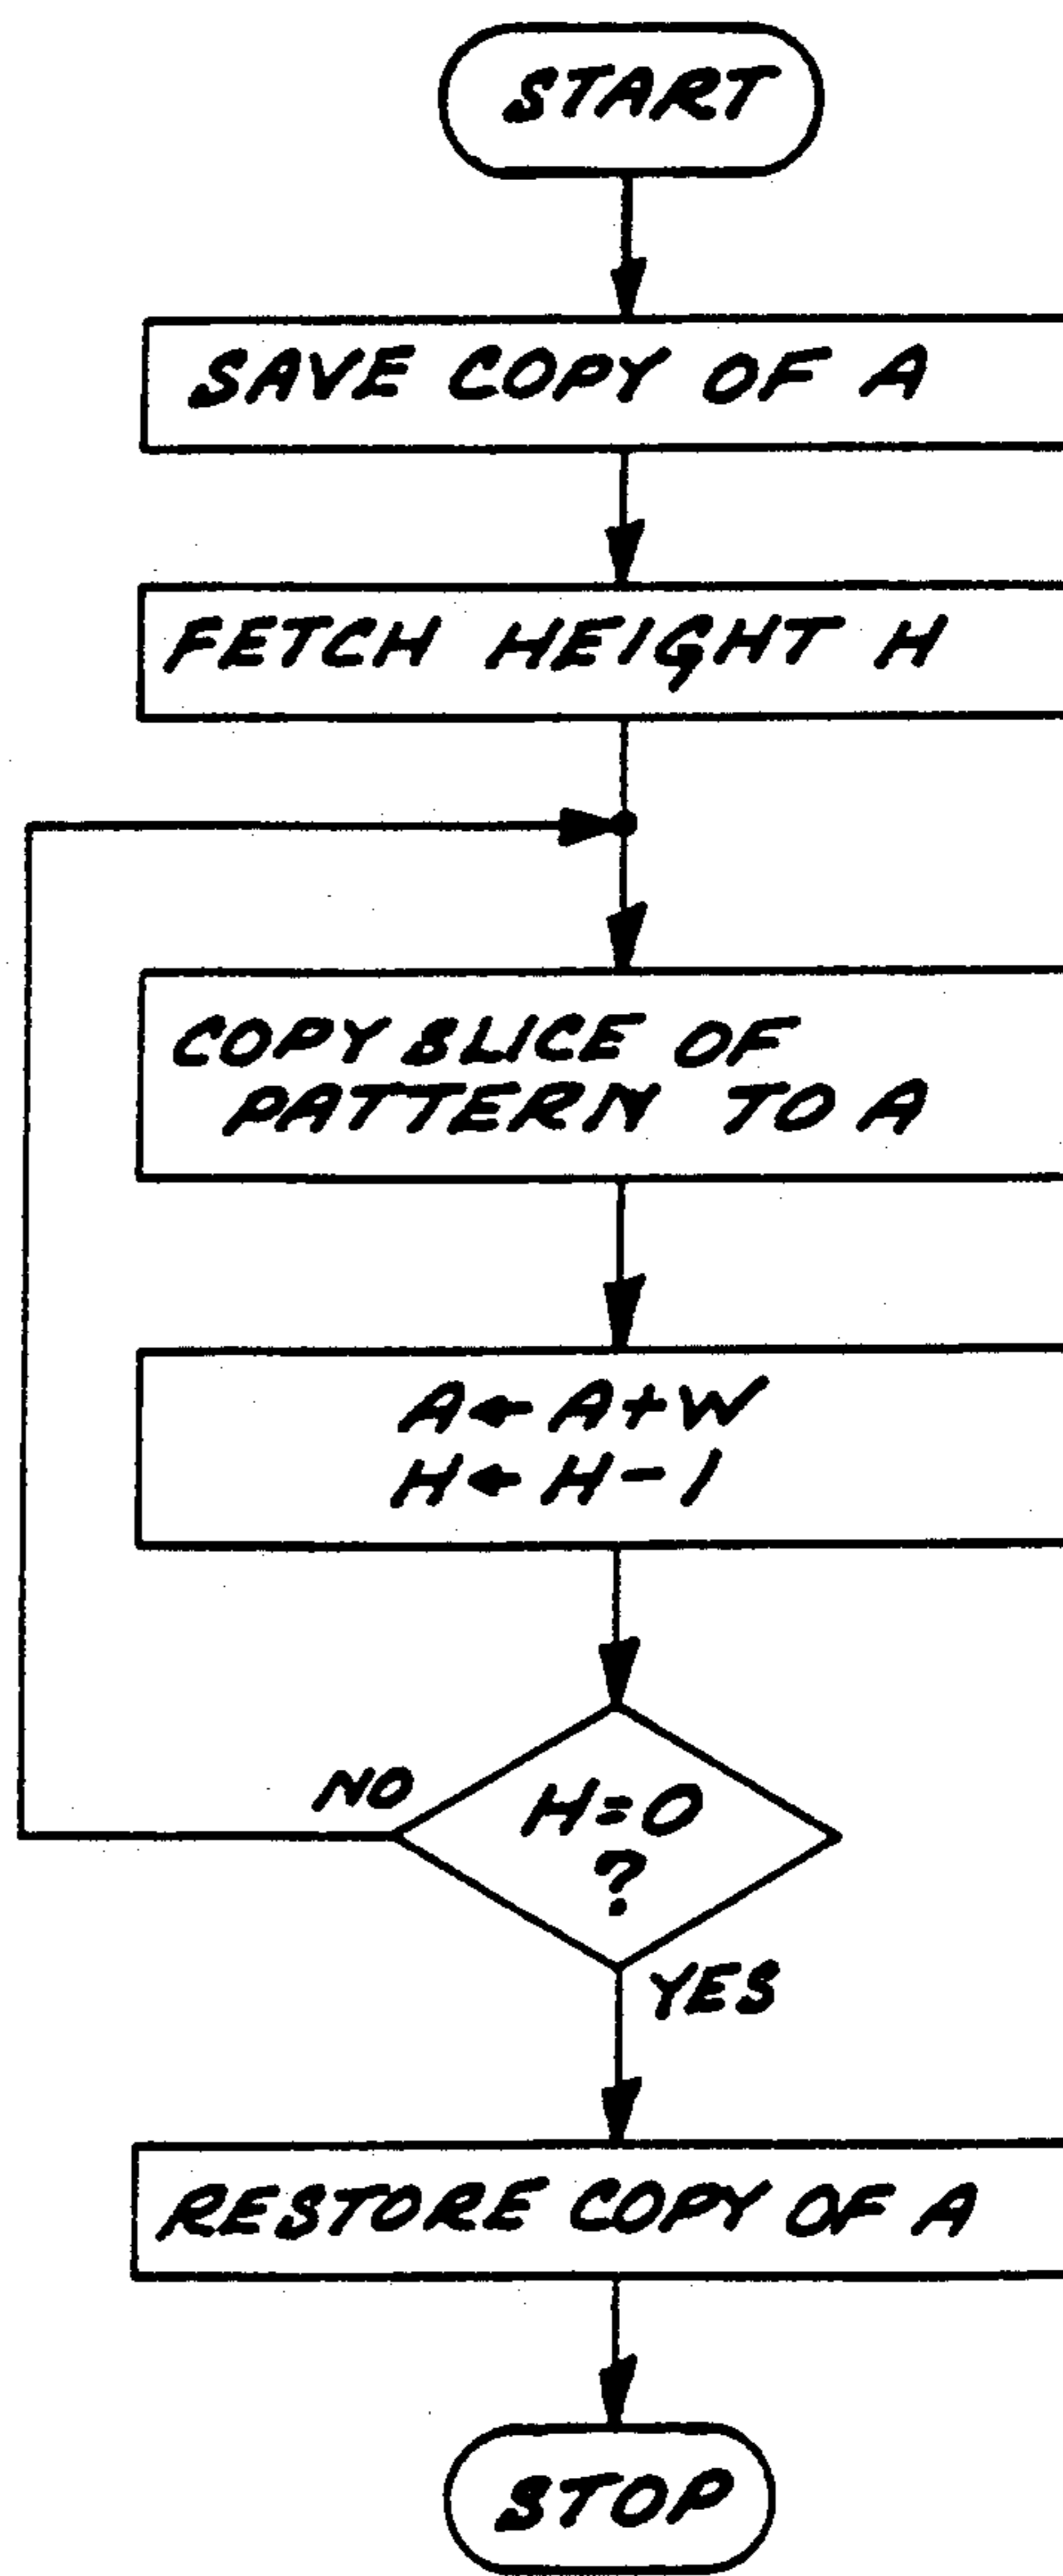 START
SAVE COPY OF A
FETCH HEIGHT H
COPY SLICE OF
PATTERN TO A
A←A+W
H←H-1
NO
H=0
?
YES
RESTORE COPY OF A
STOP